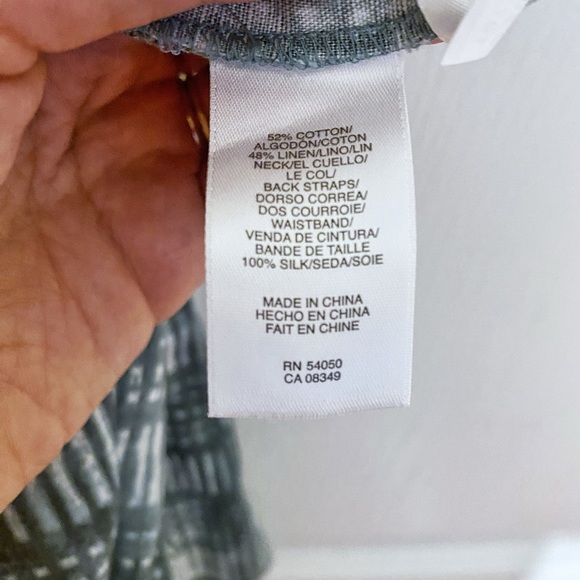 52% COTTON/
ALGODÓN/COTON
48% LINEN/LINO/LIN
NECK/EL CUELLO/
LE COL/
BACK STRAPS/
DORSO CORREA/
DOS COURROIE/
WAISTBAND/
VENDA DE CINTURA/
BANDE DE TAILLE
100% SILK/SEDA/SOIE
MADE IN CHINA
HECHO EN CHINA
FAIT EN CHINE
RN 54050
CA 08349